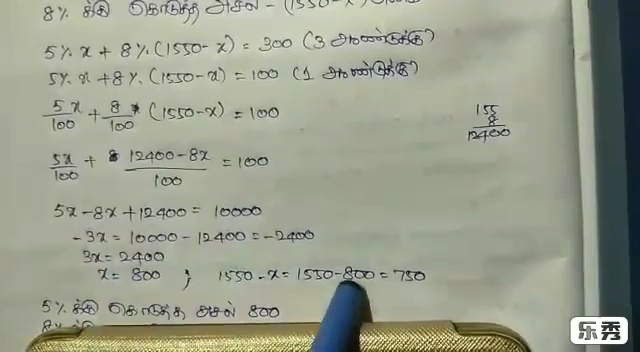 8% க்கு கொடுத்த அசல் - (1550-x)
5% x + 8% (1550-x) = 300 (3 ஆண்டுக்கு)
5% x + 8% (1550-x) = 100 (1 ஆண்டுக்கு)
5x/100 + 8/100 (1550-x) = 100
155
8
12400
5x/100 + 12400-8x/100 = 100
5x-8x+12400 = 10000
-3x = 10000-12400 = -2400
3x = 2400
x = 800 ; 1550-x = 1550-800 = 750
5% க்கு கொடுத்த அசல் 800
8%
乐秀